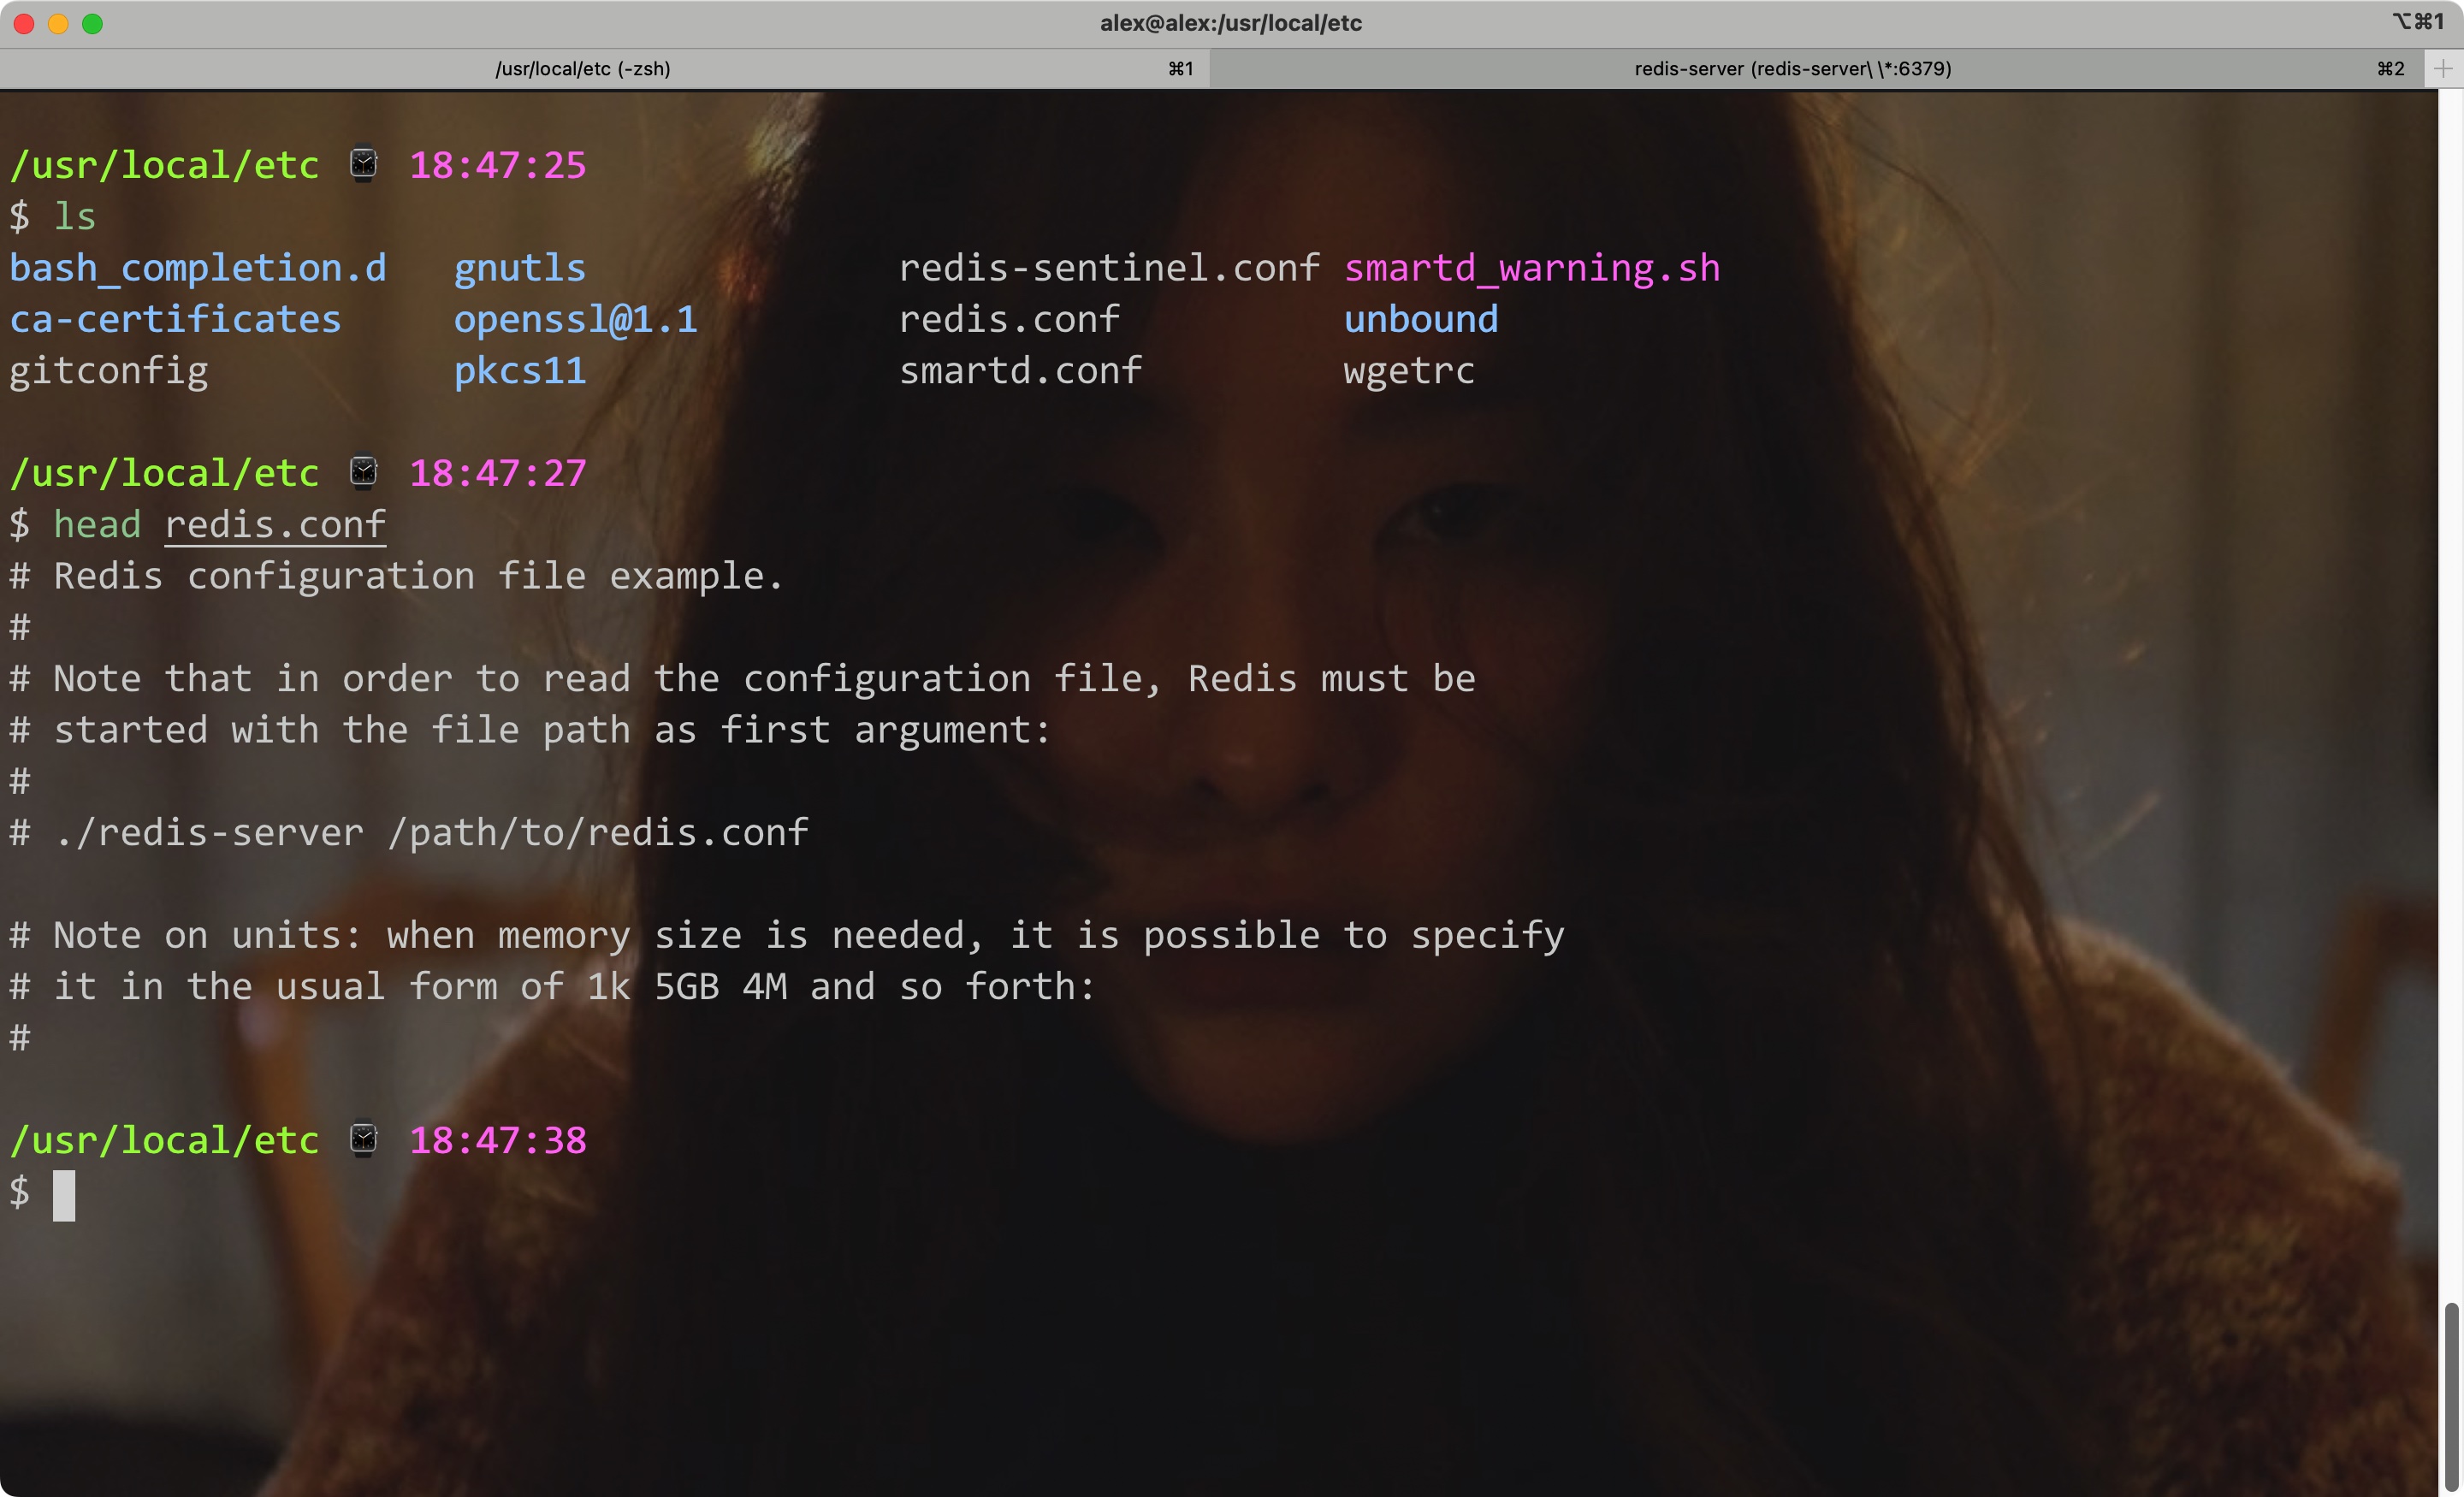 alex@alex:/usr/local/etc
⌥⌘1
/usr/local/etc (-zsh) ⌘1 redis-server (redis-server\ \*:6379) ⌘2
/usr/local/etc ⌚ 18:47:25
$ ls
bash_completion.d gnutls redis-sentinel.conf smartd_warning.sh
ca-certificates openssl@1.1 redis.conf unbound
gitconfig pkcs11 smartd.conf wgetrc
/usr/local/etc ⌚ 18:47:27
$ head redis.conf
# Redis configuration file example.
#
# Note that in order to read the configuration file, Redis must be
# started with the file path as first argument:
#
# ./redis-server /path/to/redis.conf
# Note on units: when memory size is needed, it is possible to specify
# it in the usual form of 1k 5GB 4M and so forth:
#
/usr/local/etc ⌚ 18:47:38
$